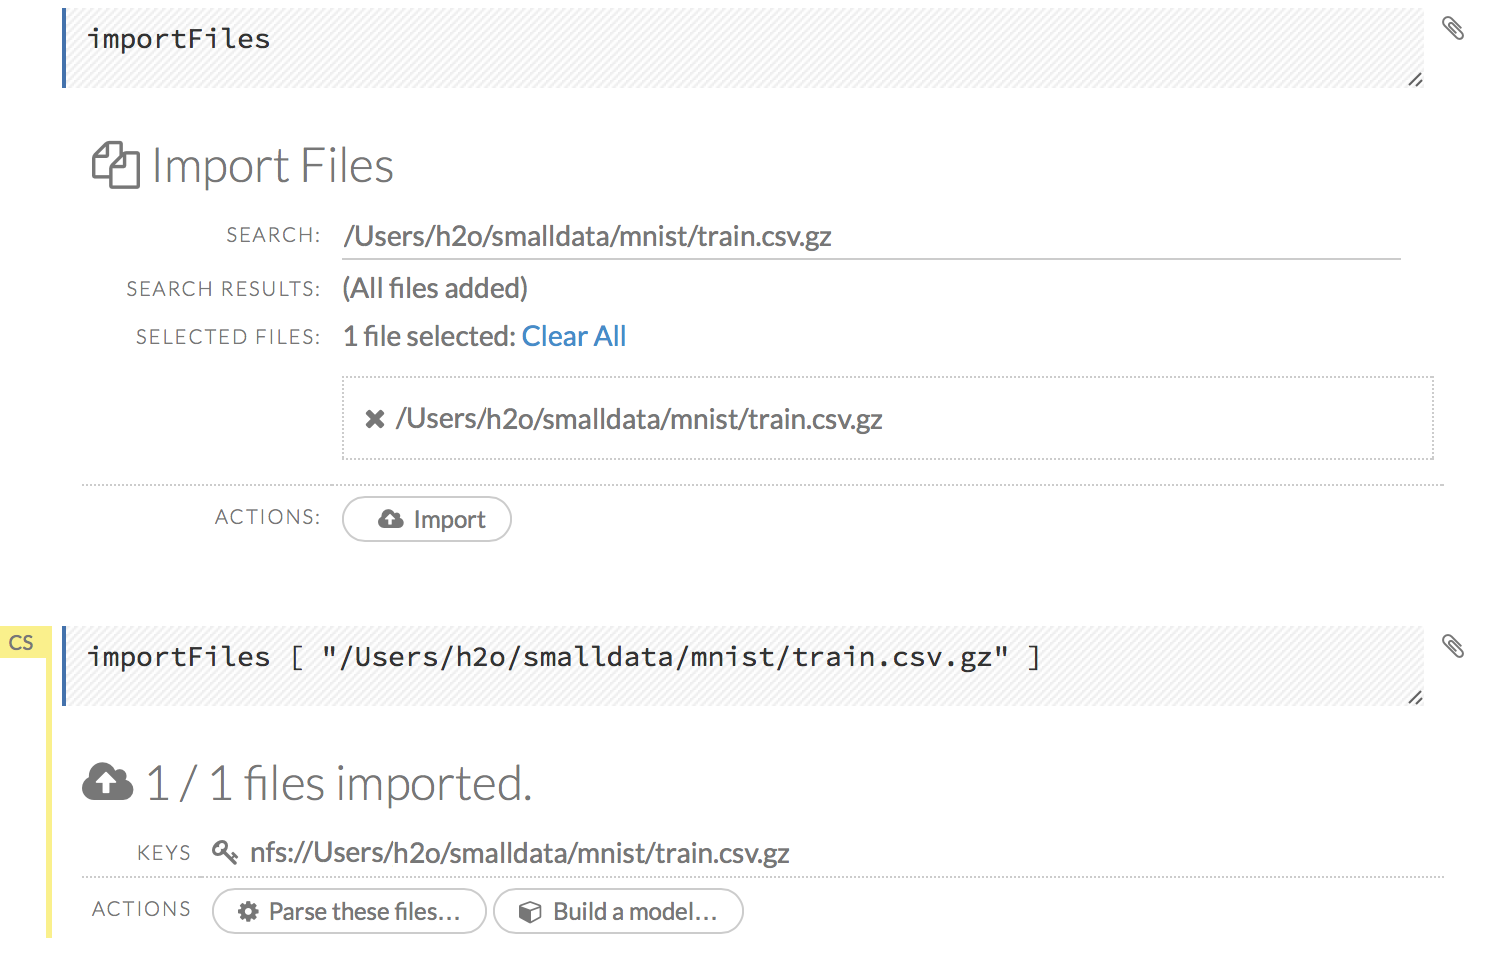 importFiles
Import Files
SEARCH: /Users/h2o/smalldata/mnist/train.csv.gz
SEARCH RESULTS: (All files added)
SELECTED FILES: 1 file selected: Clear All
/Users/h2o/smalldata/mnist/train.csv.gz
ACTIONS: Import
CS
importFiles [ "/Users/h2o/smalldata/mnist/train.csv.gz" ]
1 / 1 files imported.
KEYS nfs://Users/h2o/smalldata/mnist/train.csv.gz
ACTIONS Parse these files... Build a model...